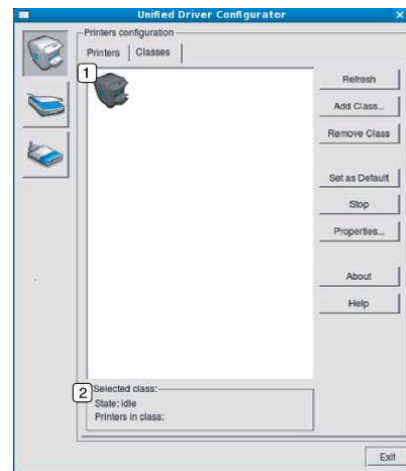 Unified Driver Configurator
Printers configuration
Printers Classes
1
Refresh
Add Class...
Remove Class
Set as Default
Stop
Properties...
About
Help
2
Selected class:
State: idle
Printers in class:
Exit